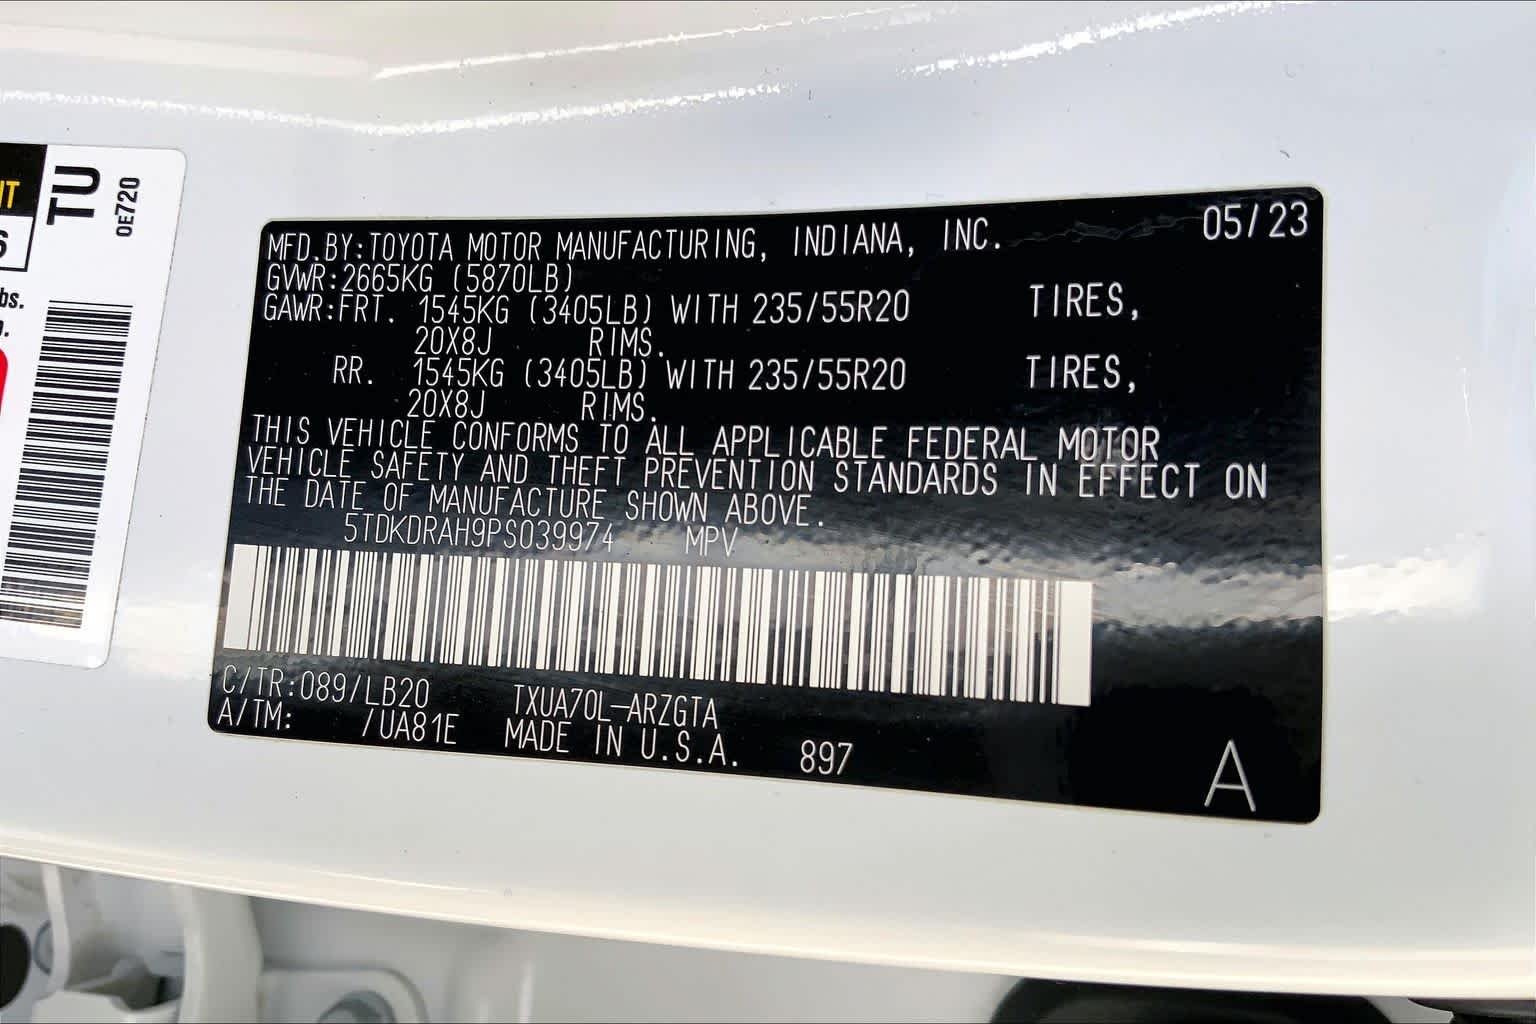 TU
0E720
IT
6
bs.
MFD.BY:TOYOTA MOTOR MANUFACTURING, INDIANA, INC. 05/23
GVWR:2665KG (5870LB)
GAWR:FRT. 1545KG (3405LB) WITH 235/55R20 TIRES,
20X8J RIMS.
RR. 1545KG (3405LB) WITH 235/55R20 TIRES,
20X8J RIMS.
THIS VEHICLE CONFORMS TO ALL APPLICABLE FEDERAL MOTOR
VEHICLE SAFETY AND THEFT PREVENTION STANDARDS IN EFFECT ON
THE DATE OF MANUFACTURE SHOWN ABOVE.
5TDKDRAH9PS039974 MPV
C/TR:089/LB20 TXUA70L-ARZGTA
A/TM: /UA81E MADE IN U.S.A. 897
A